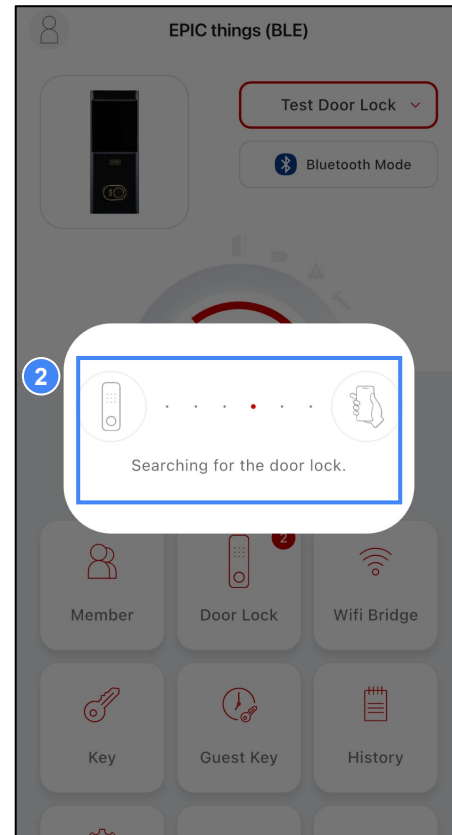 EPIC things (BLE)
Test Door Lock
Bluetooth Mode
2
Searching for the door lock.
2
Member
Door Lock
Wifi Bridge
Key
Guest Key
History